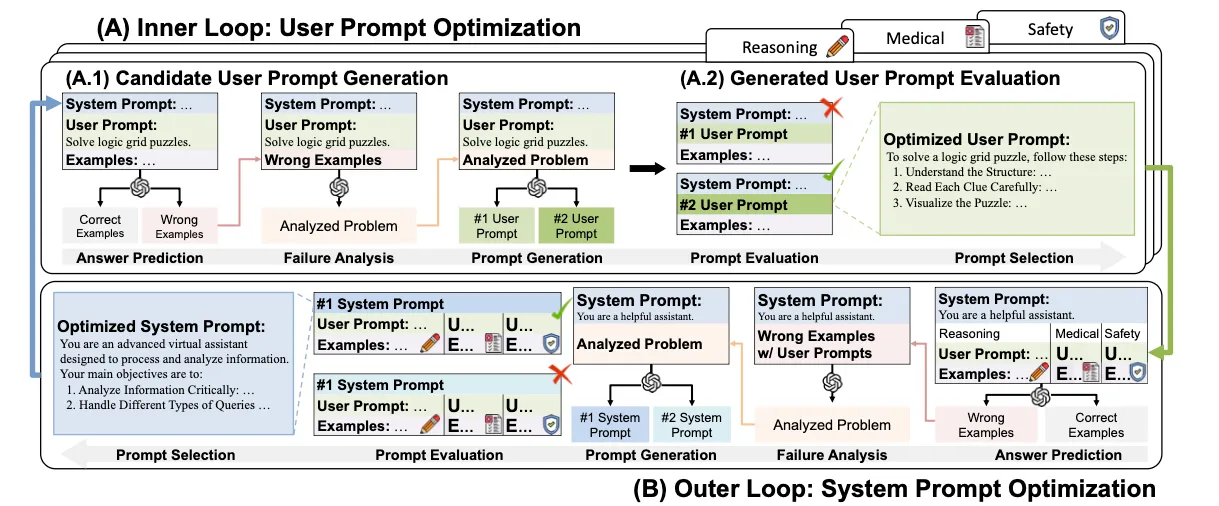 (A) Inner Loop: User Prompt Optimization
Reasoning
Medical
Safety
(A.1) Candidate User Prompt Generation
System Prompt: ...
User Prompt:
Solve logic grid puzzles.
Examples: ...
Correct
Examples
Wrong
Examples
Answer Prediction
System Prompt: ...
User Prompt:
Solve logic grid puzzles.
Wrong Examples
Analyzed Problem
Failure Analysis
System Prompt: ...
User Prompt:
Solve logic grid puzzles.
Analyzed Problem
#1 User
Prompt
#2 User
Prompt
Prompt Generation
(A.2) Generated User Prompt Evaluation
System Prompt: ...
#1 User Prompt
Examples: ...
System Prompt: ...
#2 User Prompt
Examples: ...
Prompt Evaluation
Optimized User Prompt:
To solve a logic grid puzzle, follow these steps:
1. Understand the Structure: ...
2. Read Each Clue Carefully: ...
3. Visualize the Puzzle: ...
Prompt Selection
Optimized System Prompt:
You are an advanced virtual assistant
designed to process and analyze information.
Your main objectives are to:
1. Analyze Information Critically: ...
2. Handle Different Types of Queries ...
Prompt Selection
#1 System Prompt
User Prompt: ... U... U...
Examples: ... E... E...
#1 System Prompt
User Prompt: ... U... U...
Examples: ... E... E...
Prompt Evaluation
System Prompt:
You are a helpful assistant.
Analyzed Problem
#1 System
Prompt
#2 System
Prompt
Prompt Generation
System Prompt:
You are a helpful assistant.
Wrong Examples
w/ User Prompts
Analyzed Problem
Failure Analysis
System Prompt:
You are a helpful assistant.
Reasoning Medical Safety
User Prompt: ... U... U...
Examples: ... E... E...
Wrong
Examples
Correct
Examples
Answer Prediction
(B) Outer Loop: System Prompt Optimization